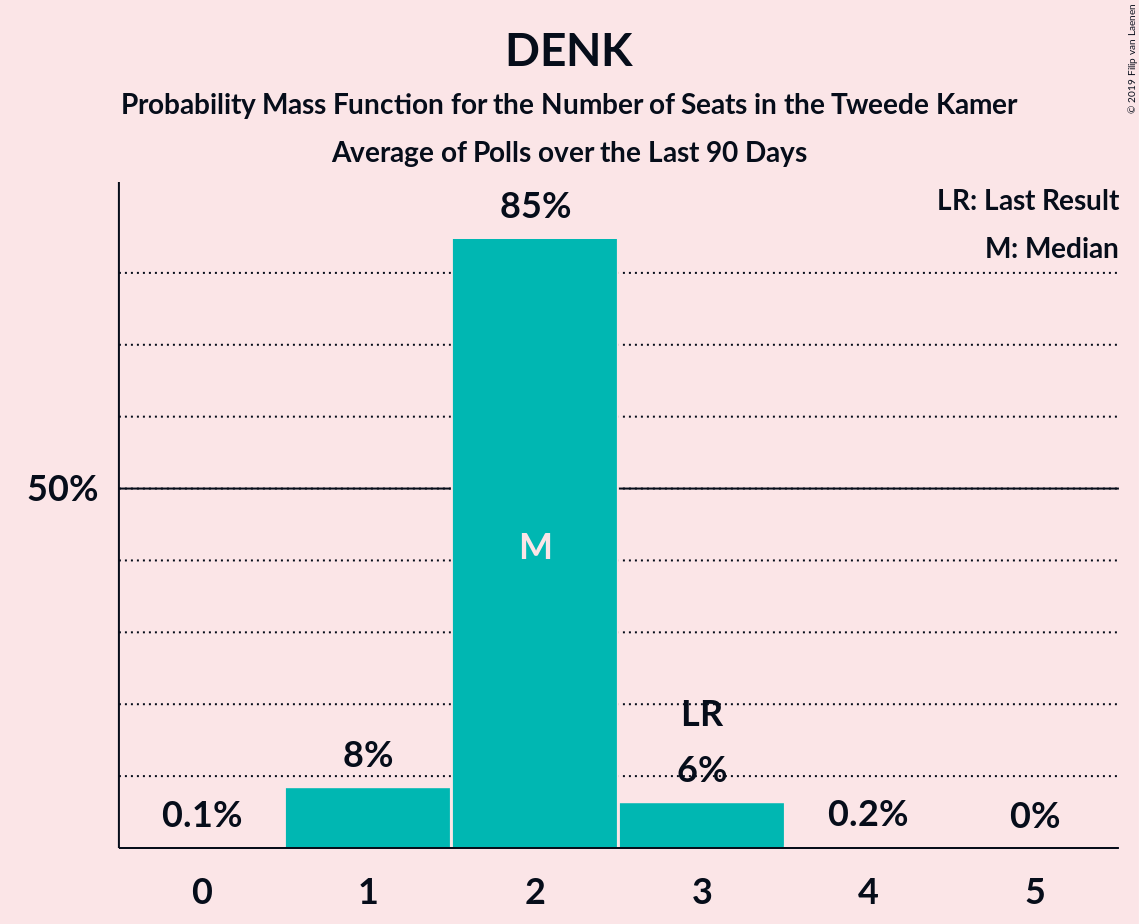 DENK
Probability Mass Function for the Number of Seats in the Tweede Kamer
Average of Polls over the Last 90 Days
© 2019 Filip van Laenen
LR: Last Result
M: Median
85%
50%
M
LR
8%
6%
0.1%
0.2%
0%
0 1 2 3 4 5